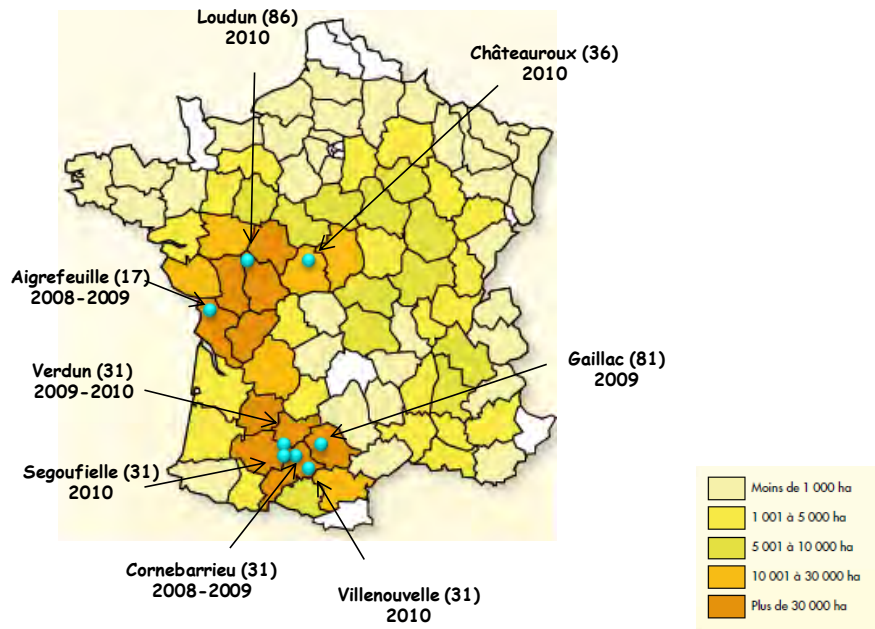 Loudun (86)
2010
Châteauroux (36)
2010
Aigrefeuille (17)
2008-2009
Verdun (31)
2009-2010
Gaillac (81)
2009
Segoufielle (31)
2010
Cornebarrieu (31)
2008-2009
Villenouvelle (31)
2010
Moins de 1 000 ha
1 001 à 5 000 ha
5 001 à 10 000 ha
10 001 à 30 000 ha
Plus de 30 000 ha